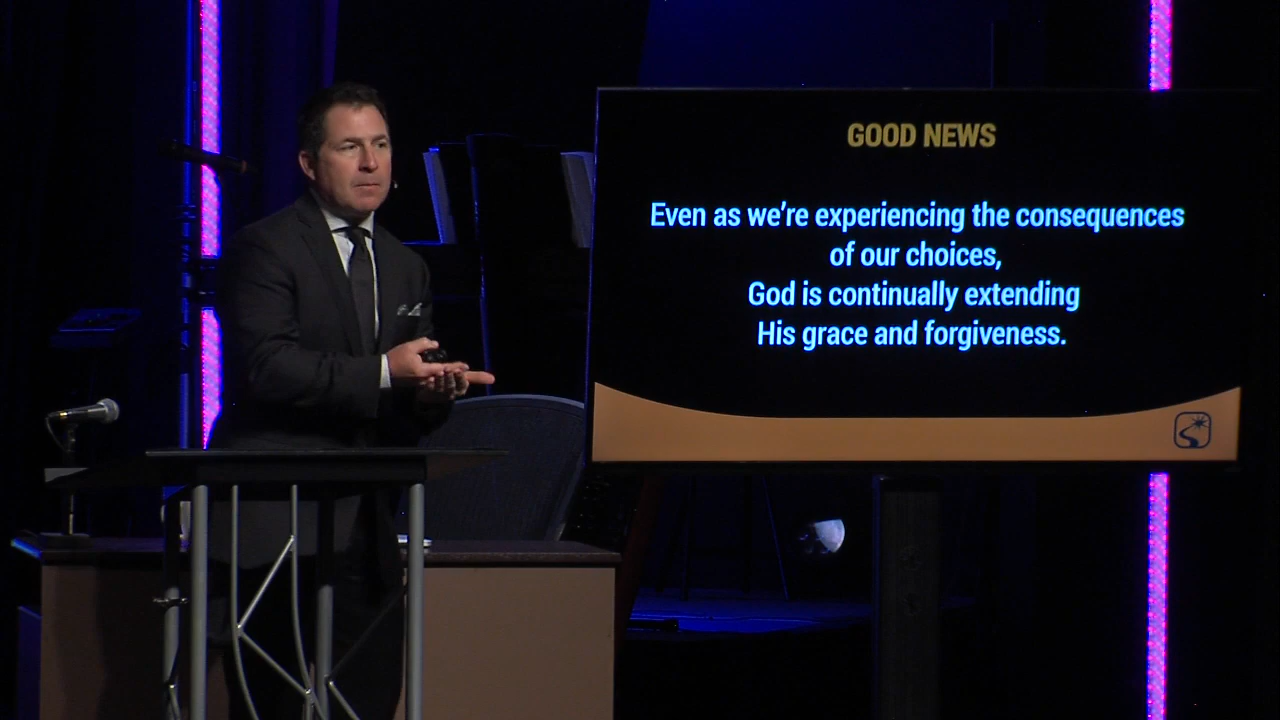 GOOD NEWS
Even as we're experiencing the consequences
of our choices,
God is continually extending
His grace and forgiveness.